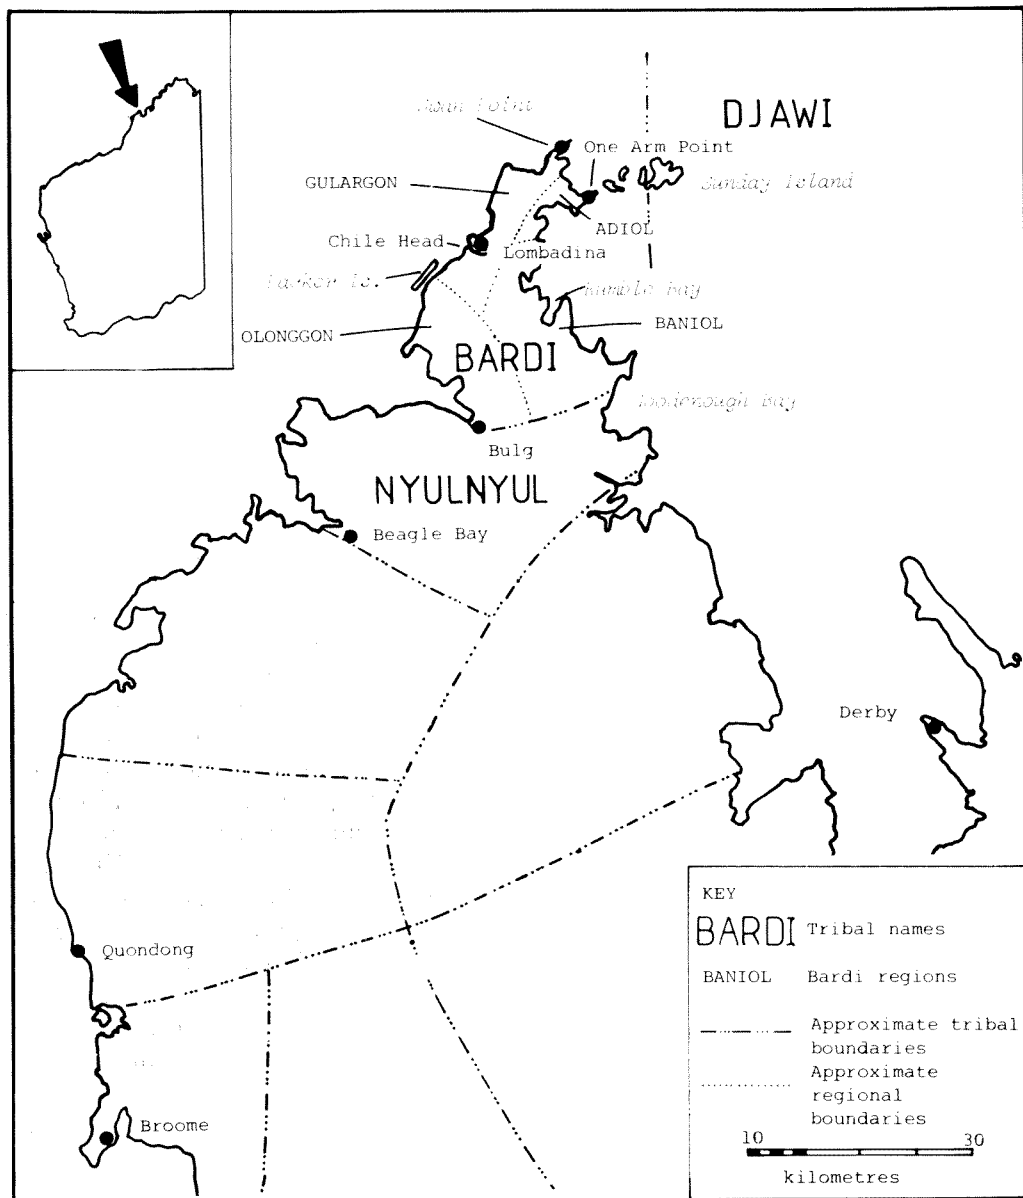 DJAWI
One Arm Point
GULARGON
Sunday Island
ADIOL
Chile Head
Lombadina
OLONGGON
BANIOL
BARDI
Bulg
NYULNYUL
Beagle Bay
Derby
Quondong
Broome
KEY
BARDI Tribal names
BANIOL Bardi regions
Approximate tribal
boundaries
Approximate
regional
boundaries
10 30
kilometres